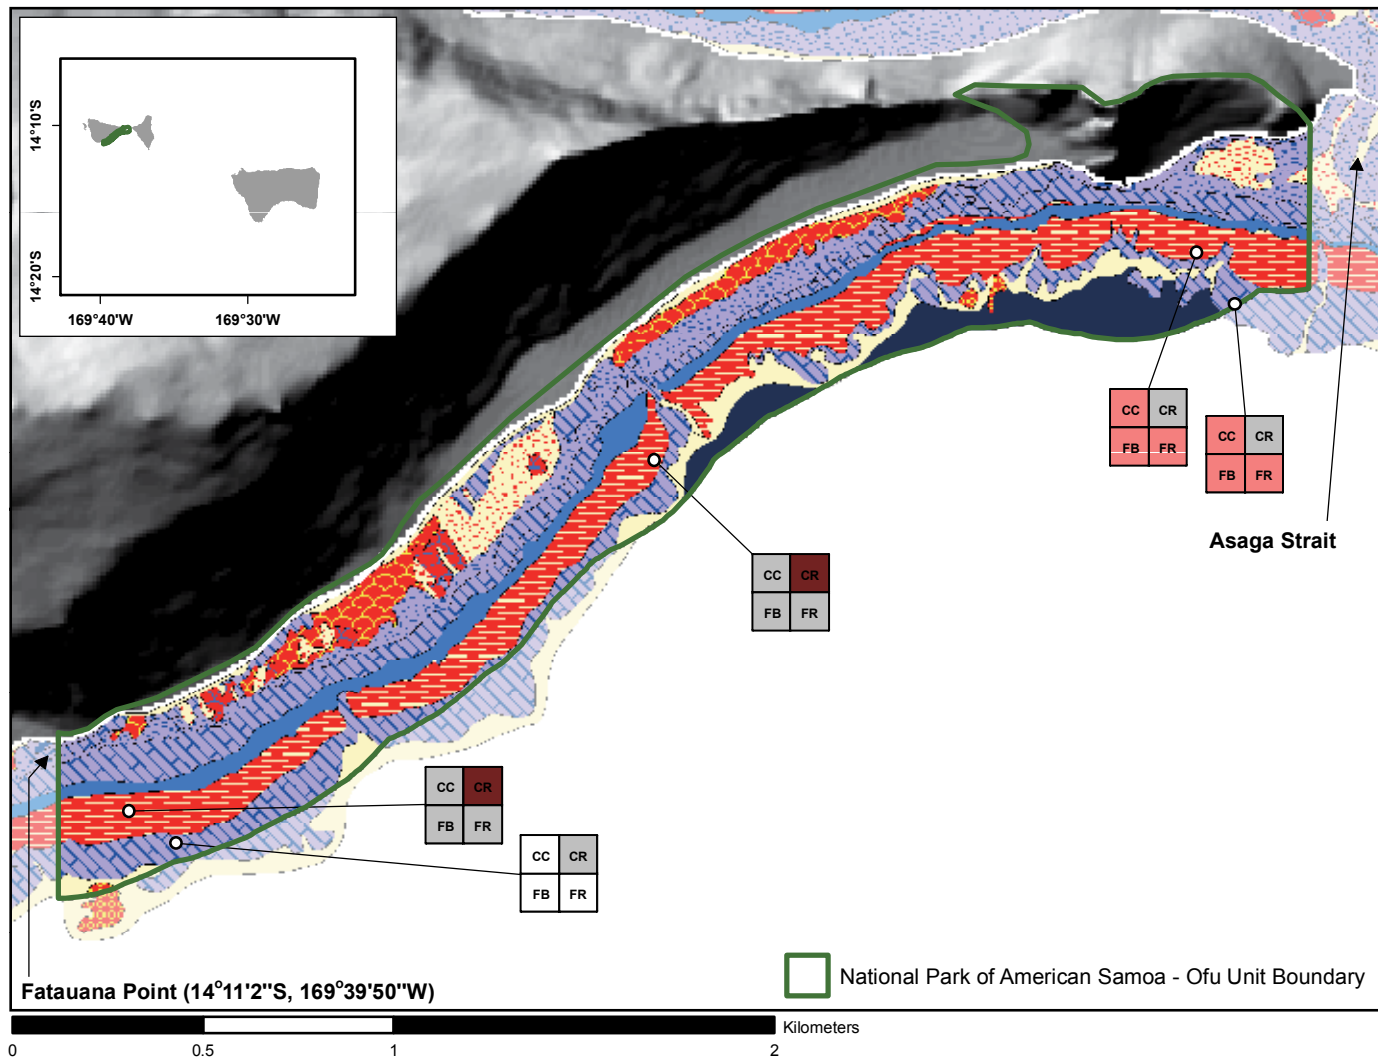 14°10'S
14°20'S
169°40'W
169°30'W
CC CR
FB FR
CC CR
FB FR
Asaga Strait
CC CR
FB FR
CC CR
FB FR
CC CR
FB FR
National Park of American Samoa - Ofu Unit Boundary
Fatauana Point (14°11'2"S, 169°39'50"W)
Kilometers
0 0.5 1 2